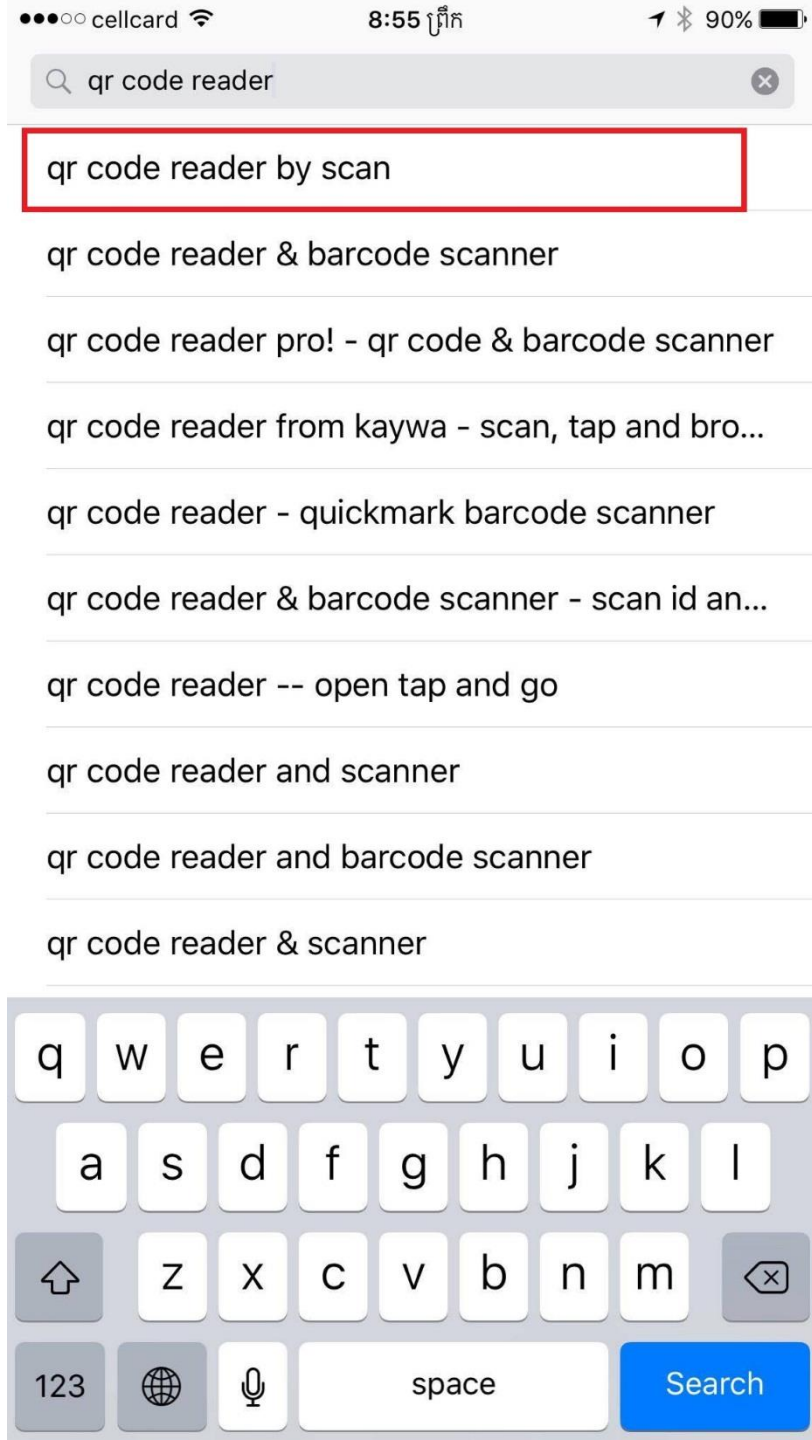 cellcard 8:55 ព្រឹក 90%
qr code reader
qr code reader by scan
qr code reader & barcode scanner
qr code reader pro! - qr code & barcode scanner
qr code reader from kaywa - scan, tap and bro...
qr code reader - quickmark barcode scanner
qr code reader & barcode scanner - scan id an...
qr code reader -- open tap and go
qr code reader and scanner
qr code reader and barcode scanner
qr code reader & scanner
q w e r t y u i o p
a s d f g h j k l
z x c v b n m
123 space Search